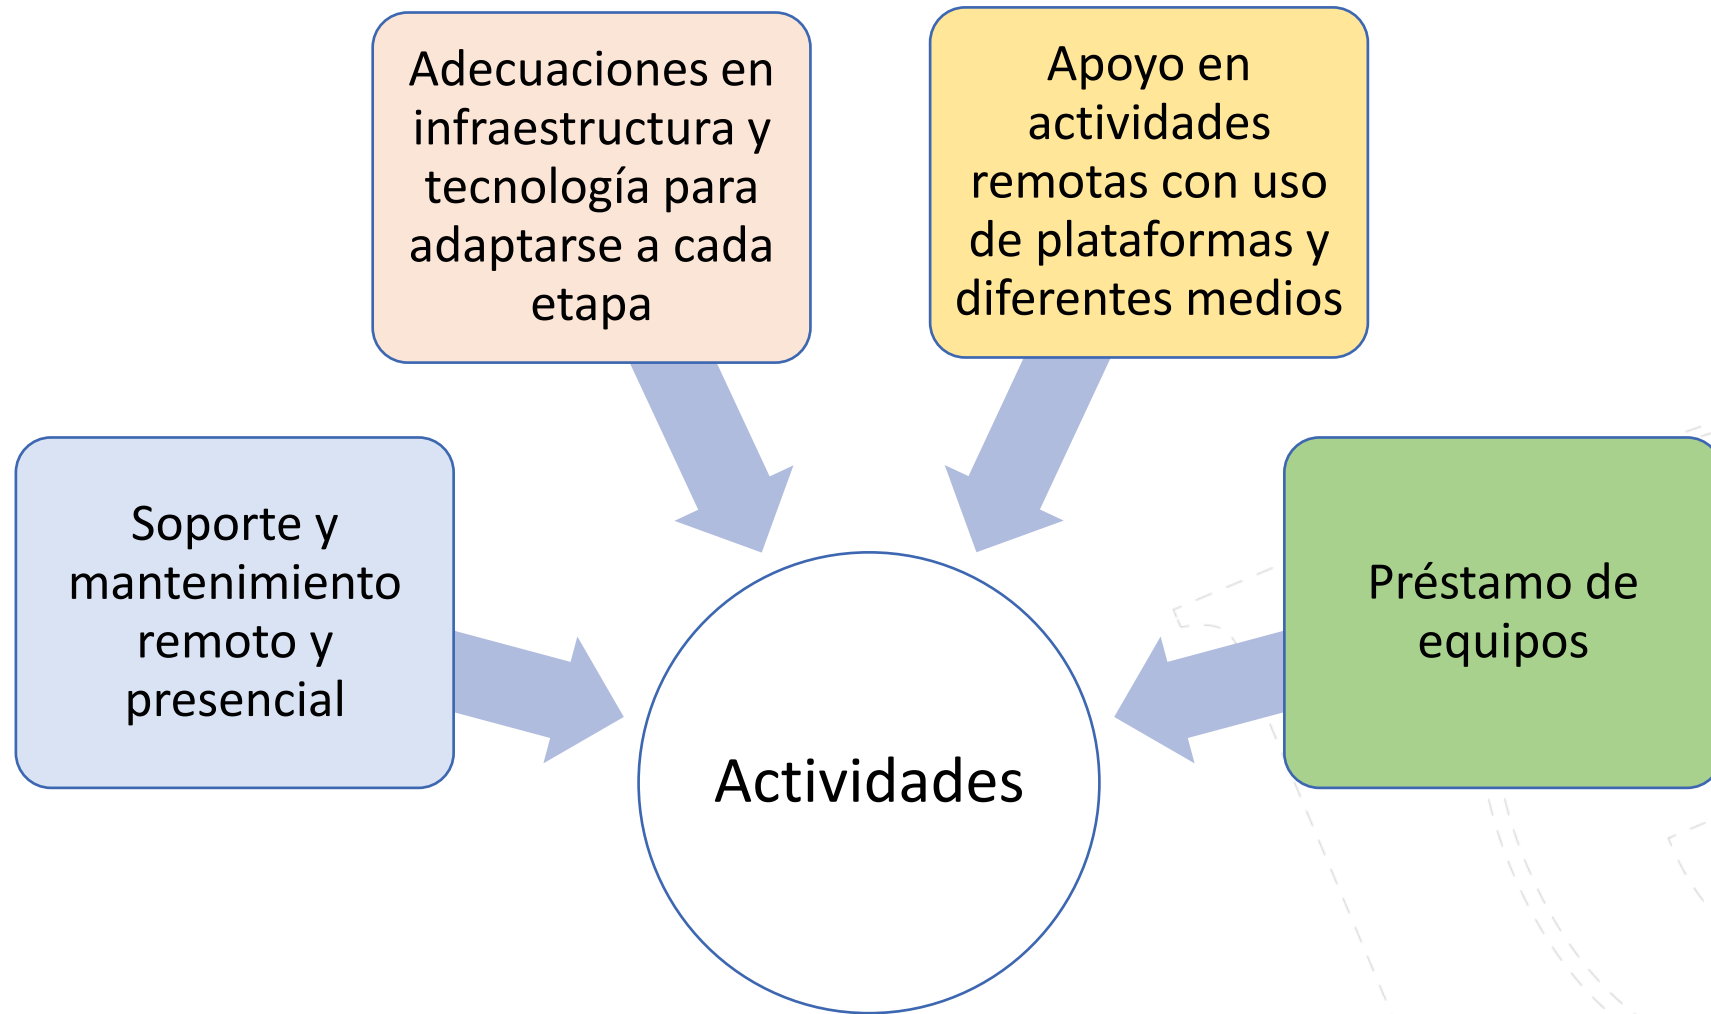 Adecuaciones en
infraestructura y
tecnología para
adaptarse a cada
etapa
Apoyo en
actividades
remotas con uso
de plataformas y
diferentes medios
Soporte y
mantenimiento
remoto y
presencial
Préstamo de
equipos
Actividades